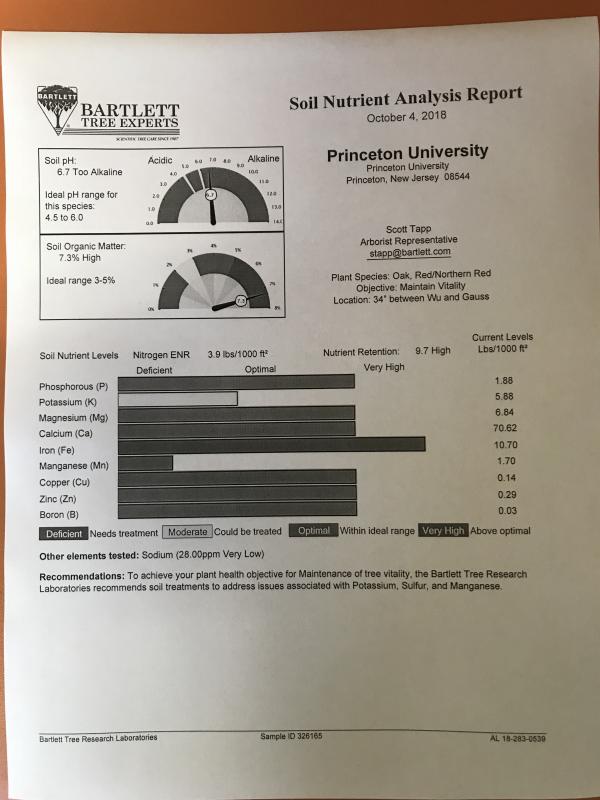 BARTLETT
BARTLETT
TREE EXPERTS
SCIENTIFIC TREE CARE SINCE 1907
Soil Nutrient Analysis Report
October 4, 2018
Soil pH:
6.7 Too Alkaline
Ideal pH range for
this species:
4.5 to 6.0
Acidic
Alkaline
0.0
1.0
2.0
3.0
4.0
5.0
6.0
7.0
8.0
9.0
10.0
11.0
12.0
13.0
14.0
6.7
Soil Organic Matter:
7.3% High
Ideal range 3-5%
0%
1%
2%
3%
4%
5%
6%
7%
8%
7.3
Princeton University
Princeton University
Princeton, New Jersey 08544
Scott Tapp
Arborist Representative
stapp@bartlett.com
Plant Species: Oak, Red/Northern Red
Objective: Maintain Vitality
Location: 34" between Wu and Gauss
Soil Nutrient Levels Nitrogen ENR 3.9 lbs/1000 ft² Nutrient Retention: 9.7 High
Current Levels
Lbs/1000 ft²
Deficient Optimal Very High
Phosphorous (P) 1.88
Potassium (K) 5.88
Magnesium (Mg) 6.84
Calcium (Ca) 70.62
Iron (Fe) 10.70
Manganese (Mn) 1.70
Copper (Cu) 0.14
Zinc (Zn) 0.29
Boron (B) 0.03
Deficient Needs treatment Moderate Could be treated Optimal Within ideal range Very High Above optimal
Other elements tested: Sodium (28.00ppm Very Low)
Recommendations: To achieve your plant health objective for Maintenance of tree vitality, the Bartlett Tree Research
Laboratories recommends soil treatments to address issues associated with Potassium, Sulfur, and Manganese.
Bartlett Tree Research Laboratories Sample ID 326165 AL 18-283-0539